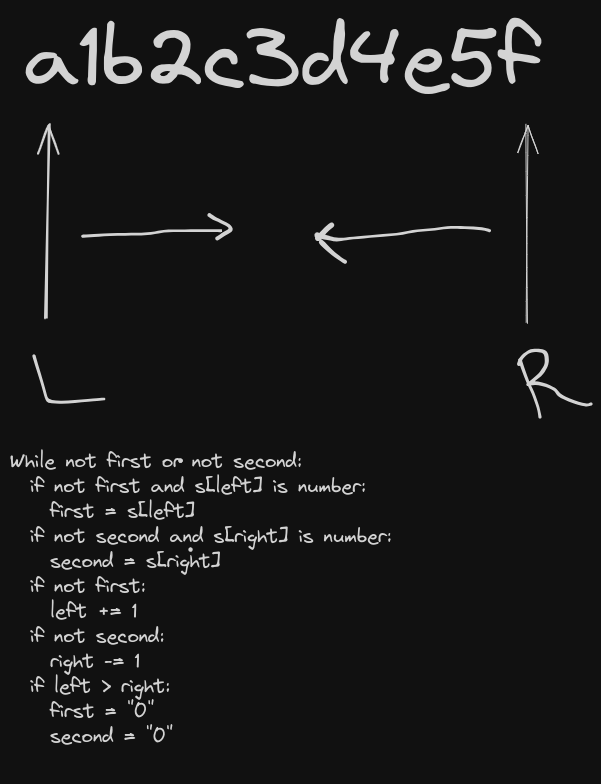 a1b2c3d4e5f
L
R
While not first or not second:
if not first and s[left] is number:
first = s[left]
if not second and s[right] is number:
second = s[right]
if not first:
left += 1
if not second:
right -= 1
if left > right:
first = "0"
second = "0"